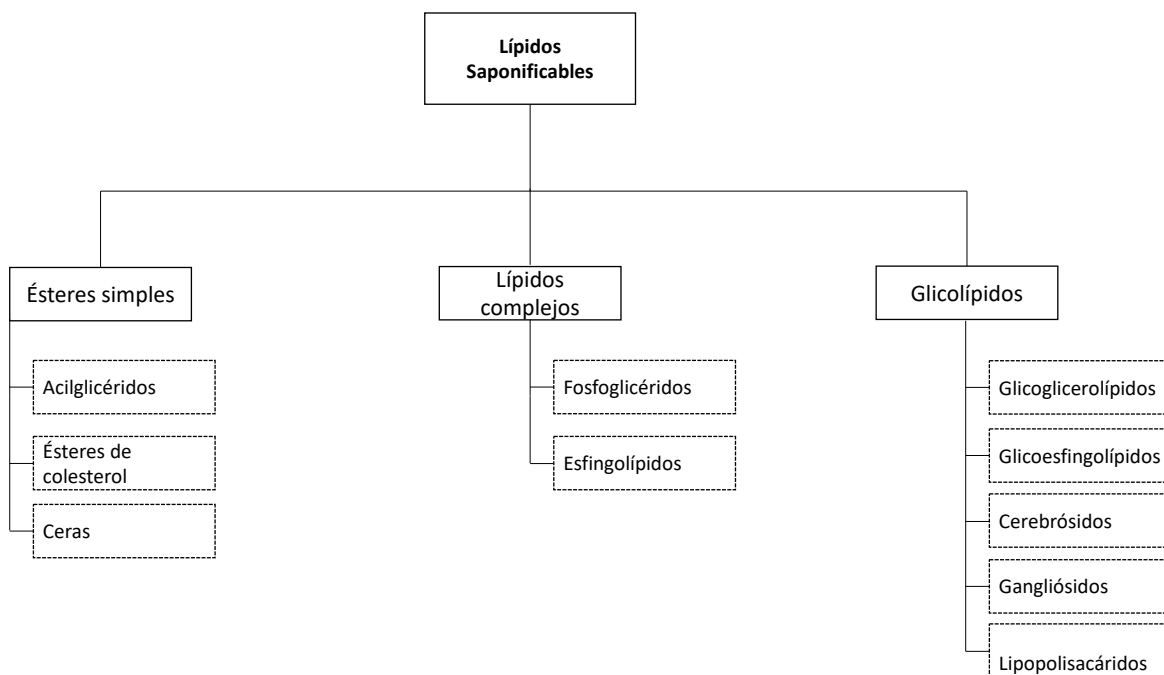 Lípidos
Saponificables
Ésteres simples
Lípidos
complejos
Glicolípidos
Acilglicéridos
Ésteres de
colesterol
Ceras
Fosfoglicéridos
Esfingolípidos
Glicoglicerolípidos
Glicoesfingolípidos
Cerebrósidos
Gangliósidos
Lipopolisacáridos